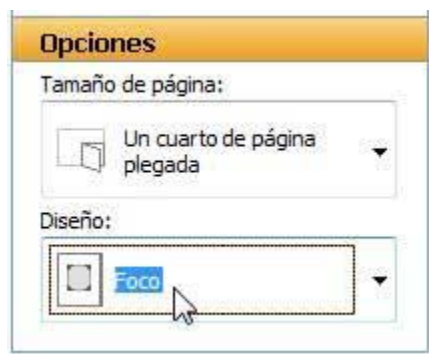 Opciones
Tamaño de página:
Un cuarto de página
plegada
Diseño:
Foco